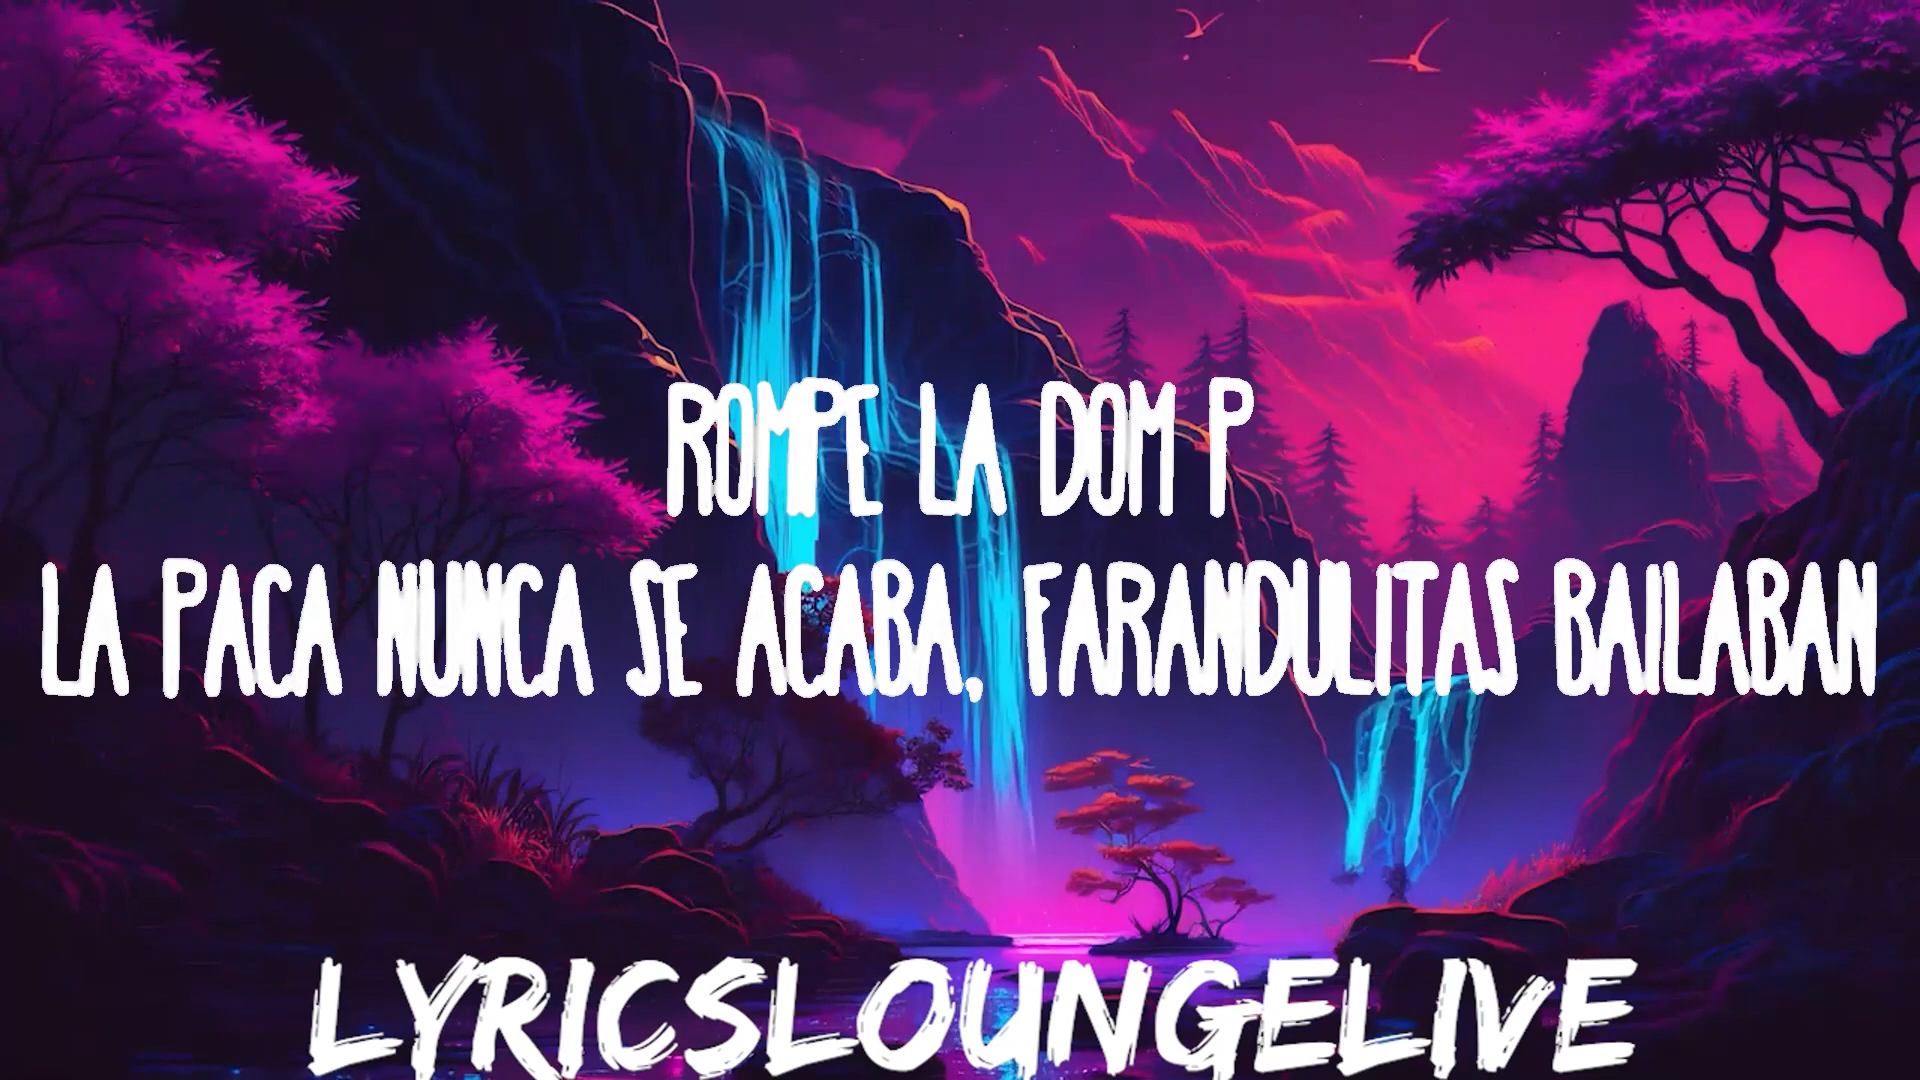 ROMPE LA DOM P
LA PACA NUNCA SE ACABA, FARANDULITAS BAILABAN
LYRICSLOUNGELIVE